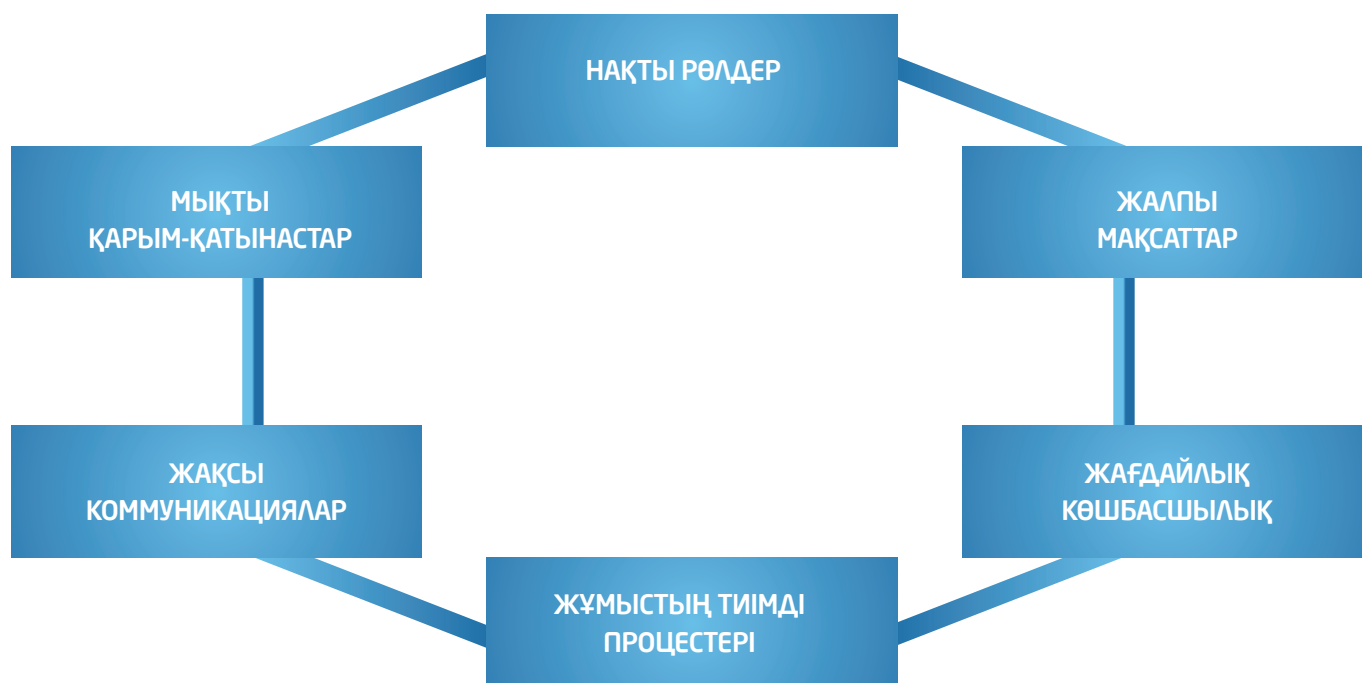 НАҚТЫ РӨЛДЕР
МЫҚТЫ
ҚАРЫМ-ҚАТЫНАСТАР
ЖАЛПЫ
МАҚСАТТАР
ЖАҚСЫ
КОММУНИКАЦИЯЛАР
ЖАҒДАЙЛЫҚ
КӨШБАСШЫЛЫҚ
ЖҰМЫСТЫҢ ТИІМДІ
ПРОЦЕСТЕРІ